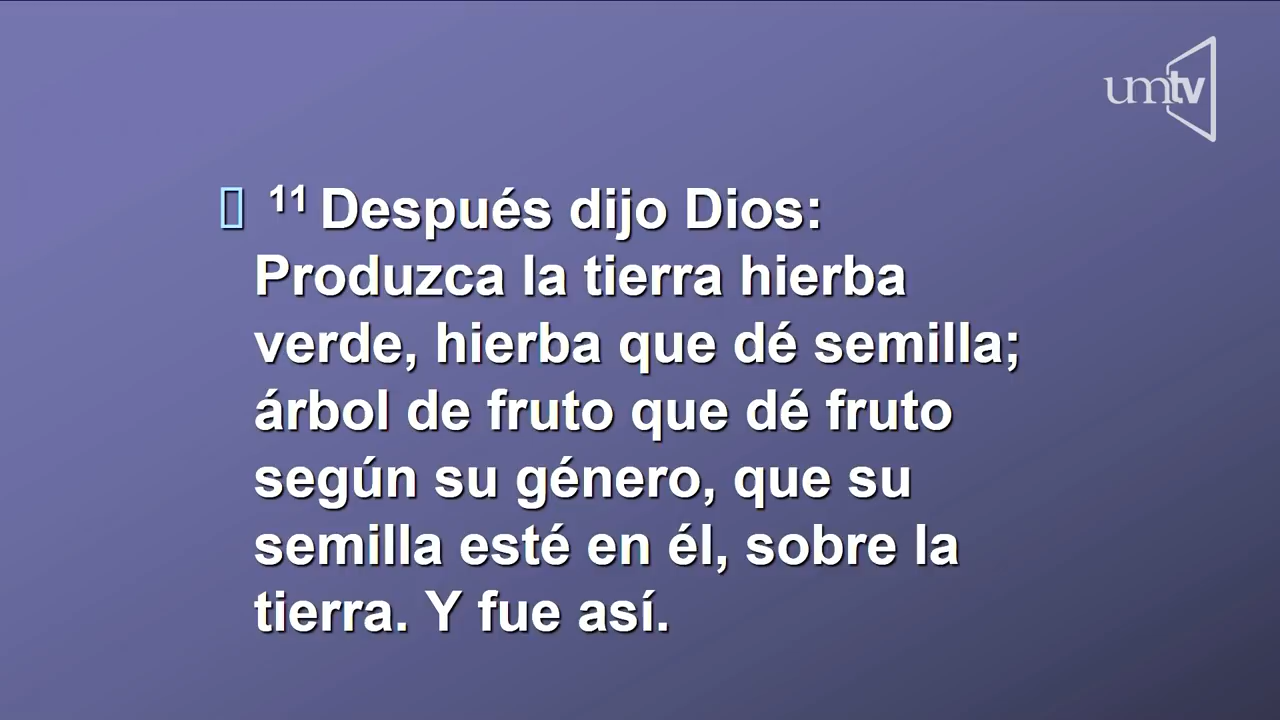 umtv
11 Después dijo Dios:
Produzca la tierra hierba
verde, hierba que dé semilla;
árbol de fruto que dé fruto
según su género, que su
semilla esté en él, sobre la
tierra. Y fue así.